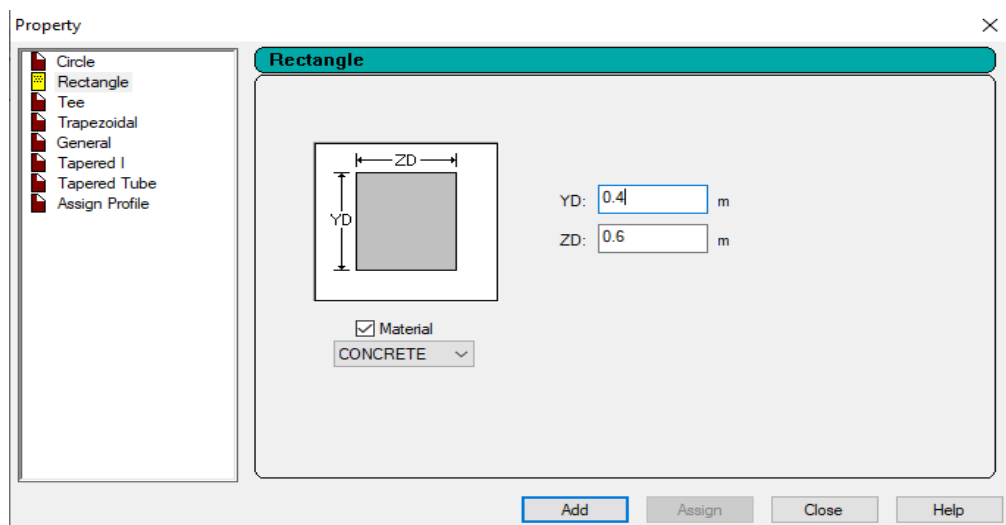 Property
Circle
Rectangle
Tee
Trapezoidal
General
Tapered I
Tapered Tube
Assign Profile
Rectangle
ZD
YD
YD: 0.4 m
ZD: 0.6 m
Material
CONCRETE
Add Assign Close Help